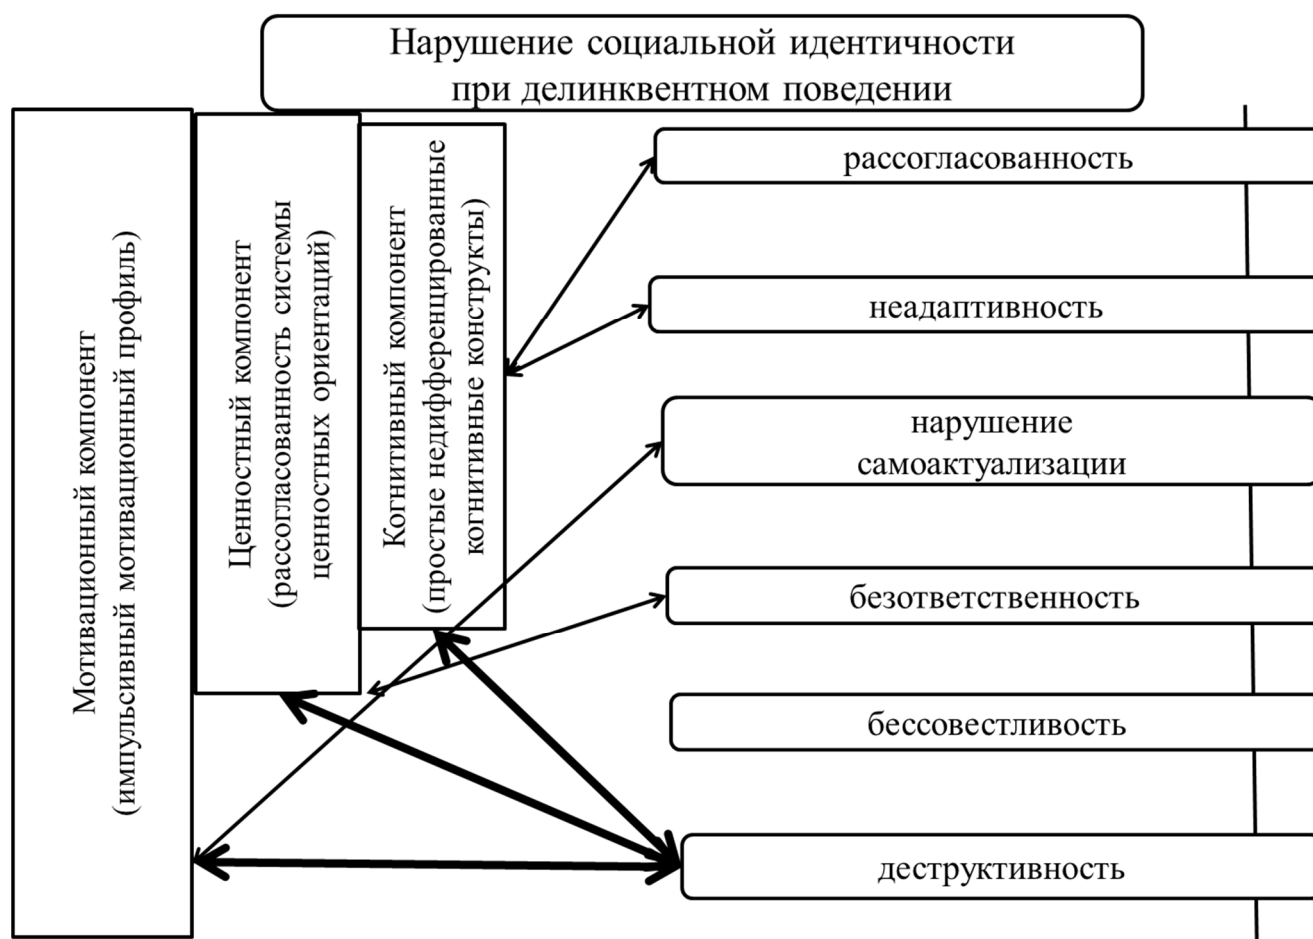 Нарушение социальной идентичности
при делинквентном поведении
Мотивационный компонент
(импульсивный мотивационный профиль)
Ценностный компонент
(рассогласованность системы
ценностных ориентаций)
Когнитивный компонент
(простые недифференцированные
когнитивные конструкты)
рассогласованность
неадаптивность
нарушение
самоактуализации
безответственность
бессовестливость
деструктивность